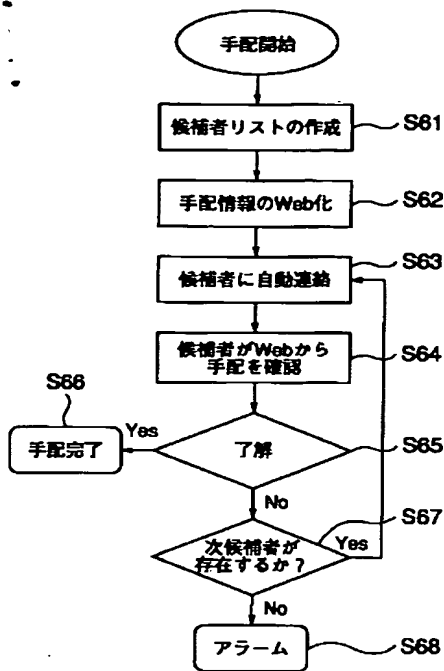 手配開始
候補者リストの作成
S61
手配情報のWeb化
S62
S63
候補者に自動連絡
候補者がWebから
手配を確認
S64
S66
手配完了
Yes
了解
S65
No
S67
次候補者が
存在するか？
Yes
No
アラーム
S68